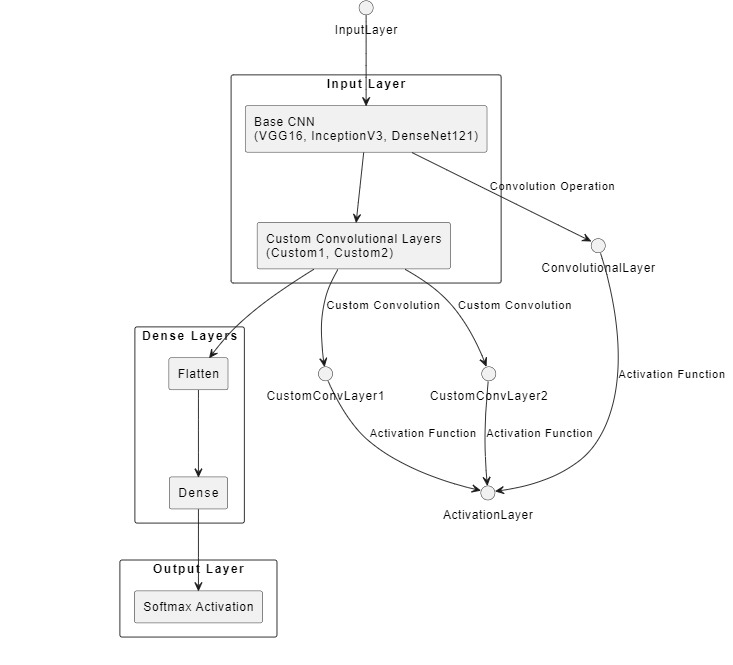 InputLayer
Input Layer
Base CNN
(VGG16, InceptionV3, DenseNet121)
Convolution Operation
Custom Convolutional Layers
(Custom1, Custom2)
ConvolutionalLayer
Custom Convolution
Custom Convolution
Dense Layers
Flatten
Activation Function
CustomConvLayer1
CustomConvLayer2
Activation Function
Activation Function
Dense
ActivationLayer
Output Layer
Softmax Activation